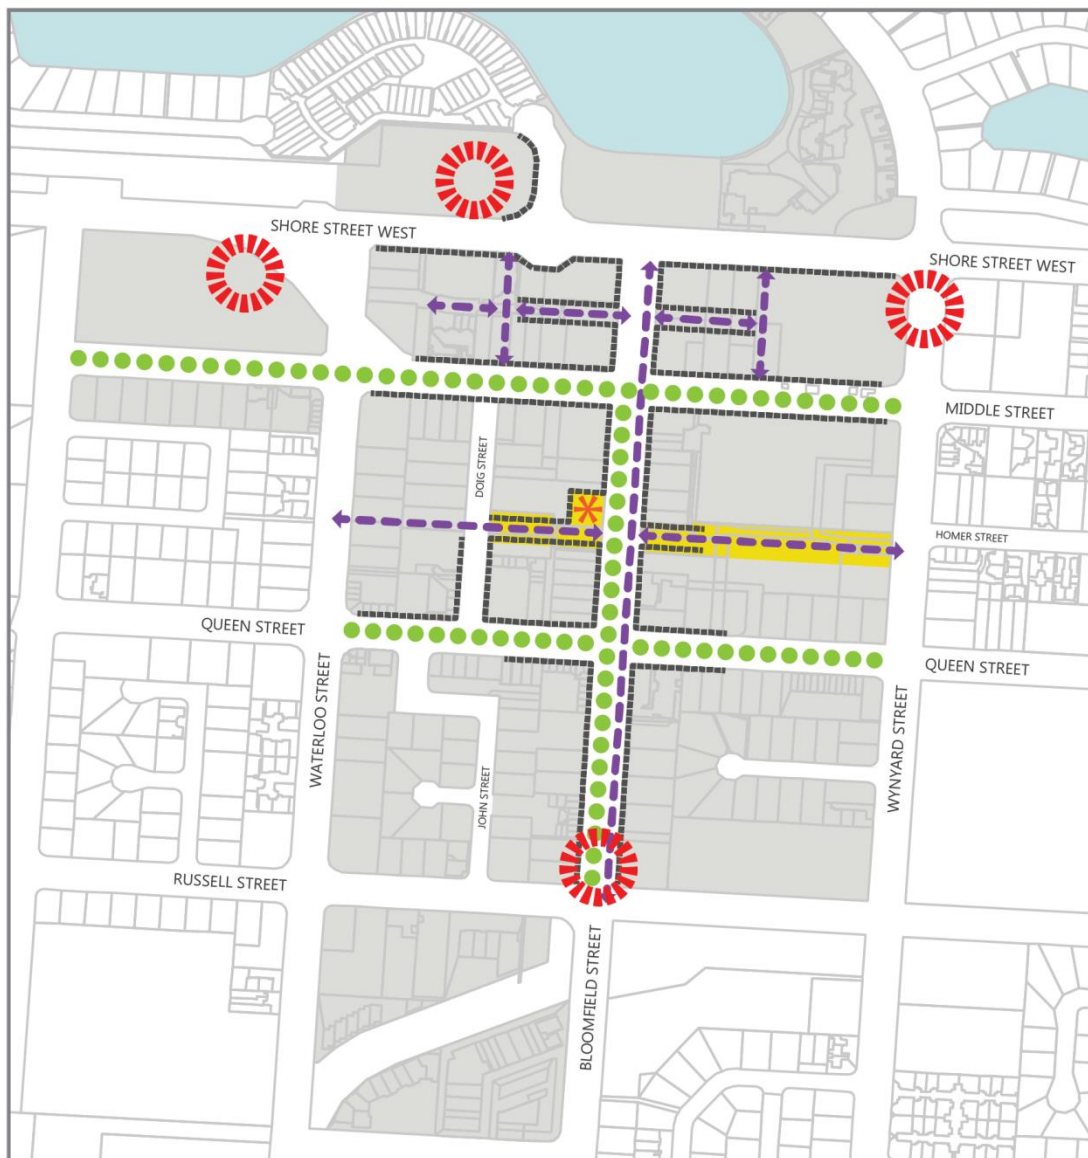 SHORE STREET WEST
SHORE STREET WEST
MIDDLE STREET
DOIG STREET
HOMER STREET
QUEEN STREET
QUEEN STREET
WATERLOO STREET
WYNYARD STREET
JOHN STREET
RUSSELL STREET
BLOOMFIELD STREET